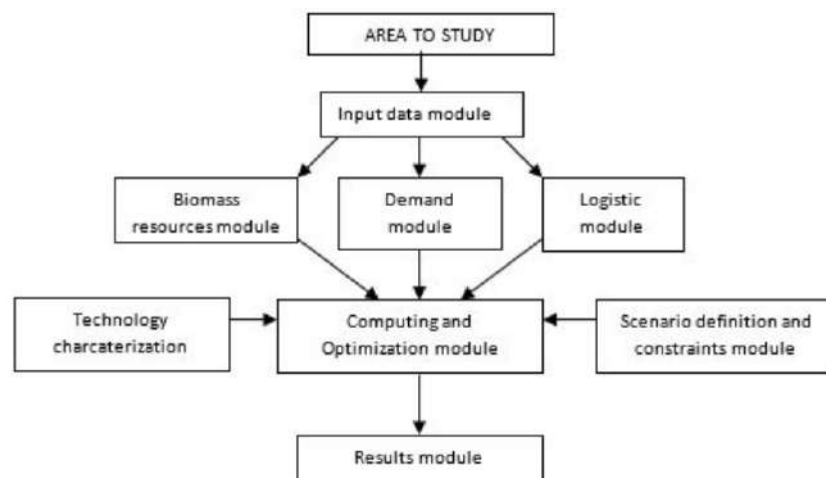 AREA TO STUDY
Input data module
Biomass
resources module
Demand
module
Logistic
module
Technology
charcaterization
Computing and
Optimization module
Scenario definition and
constraints module
Results module